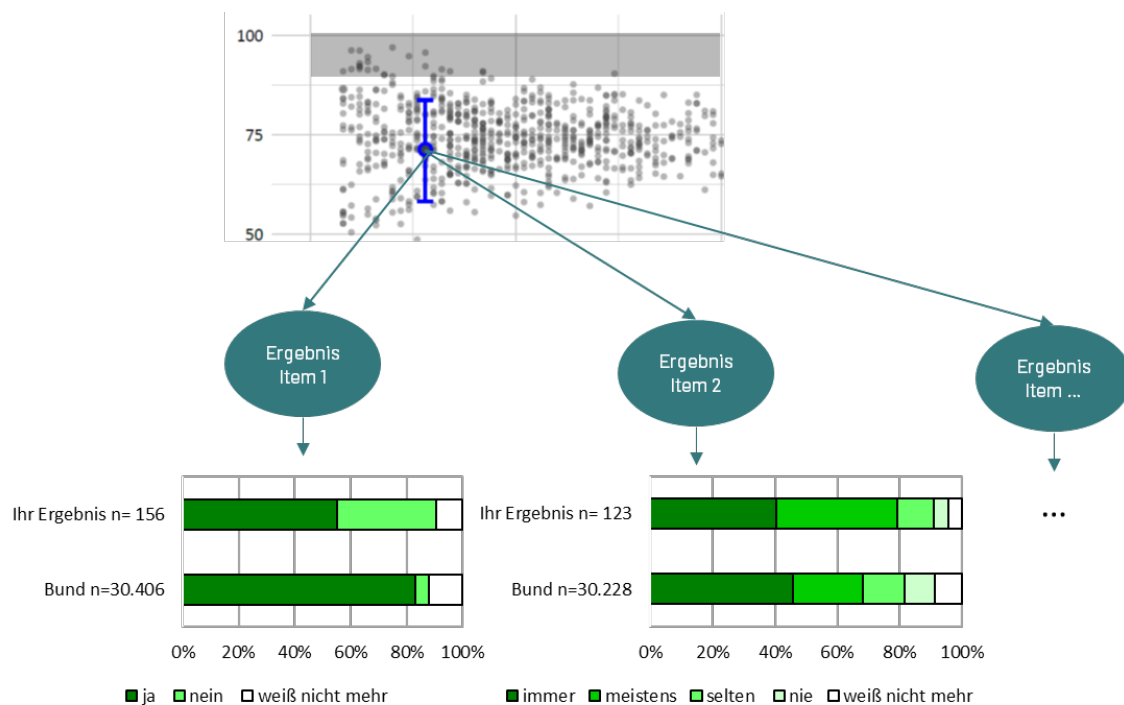 100
75
50
Ergebnis
Item 1
Ergebnis
Item 2
Ergebnis
Item ...
Ihr Ergebnis n= 156
Bund n=30.406
0% 20% 40% 60% 80% 100%
ja nein weiß nicht mehr
Ihr Ergebnis n= 123
Bund n=30.228
0% 20% 40% 60% 80% 100%
immer meistens selten nie weiß nicht mehr
...